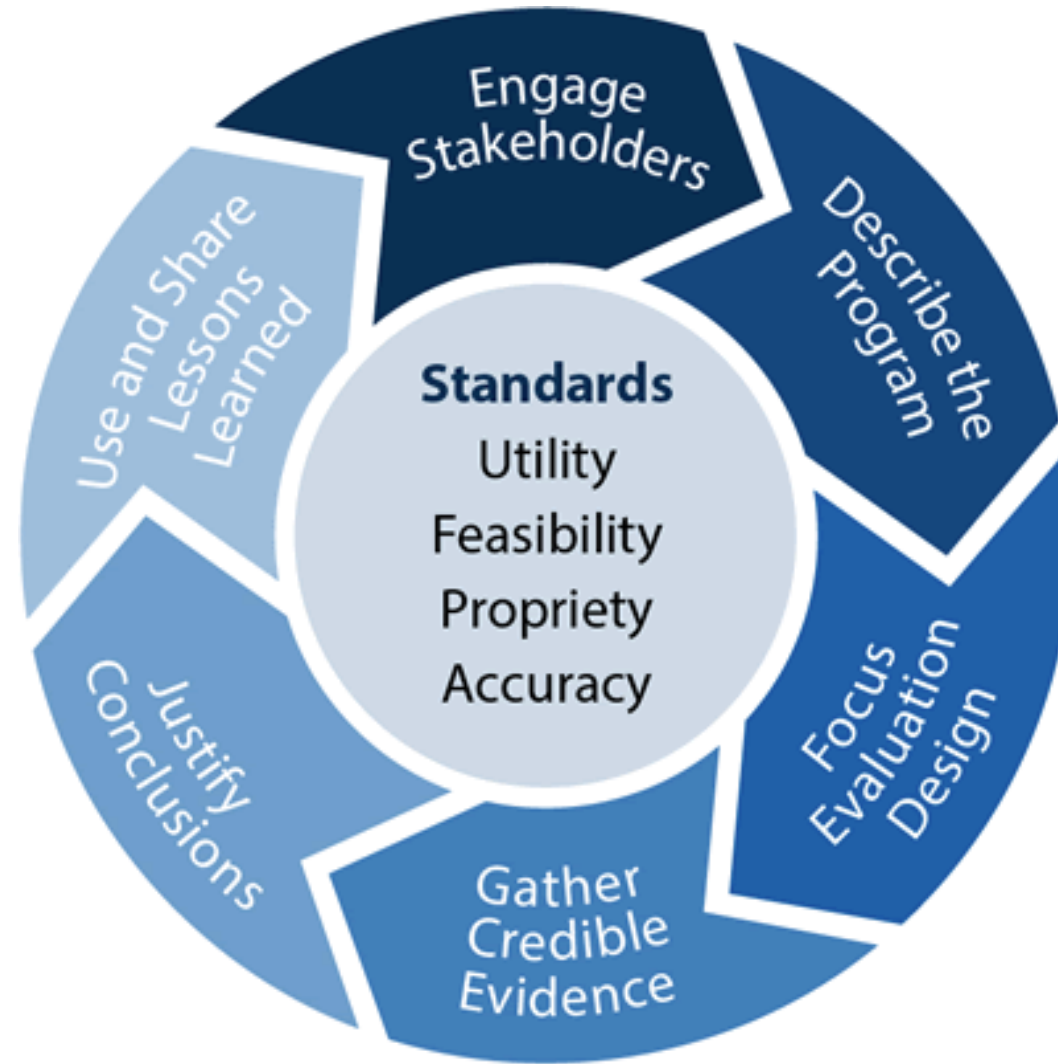 Engage
Stakeholders
Describe the
Program
Focus
Evaluation
Design
Gather
Credible
Evidence
Justify
Conclusions
Use and Share
Lessons
Learned
Standards
Utility
Feasibility
Propriety
Accuracy